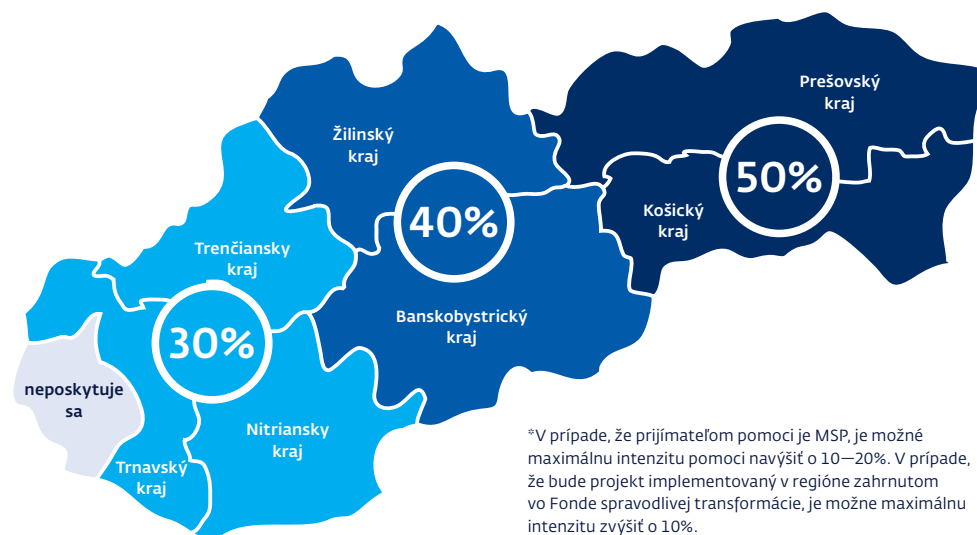 Prešovský
kraj
Žilinský
kraj
50%
40%
Košický
kraj
Trenčiansky
kraj
Banskobystrický
kraj
30%
neposkytuje
sa
Nitriansky
kraj
Trnavský
kraj
*V prípade, že prijímateľom pomoci je MSP, je možné
maximálnu intenzitu pomoci navýšiť o 10—20%. V prípade,
že bude projekt implementovaný v regióne zahrnutom
vo Fonde spravodlivej transformácie, je možne maximálnu
intenzitu zvýšiť o 10%.